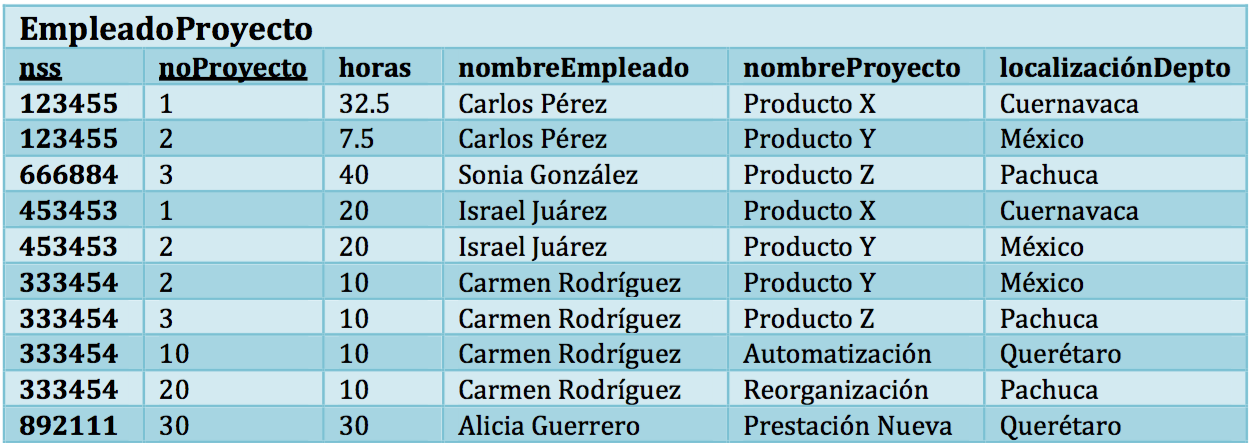 EmpleadoProyecto
nss noProyecto horas nombreEmpleado nombreProyecto localizaciónDepto
123455 1 32.5 Carlos Pérez Producto X Cuernavaca
123455 2 7.5 Carlos Pérez Producto Y México
666884 3 40 Sonia González Producto Z Pachuca
453453 1 20 Israel Juárez Producto X Cuernavaca
453453 2 20 Israel Juárez Producto Y México
333454 2 10 Carmen Rodríguez Producto Y México
333454 3 10 Carmen Rodríguez Producto Z Pachuca
333454 10 10 Carmen Rodríguez Automatización Querétaro
333454 20 10 Carmen Rodríguez Reorganización Pachuca
892111 30 30 Alicia Guerrero Prestación Nueva Querétaro